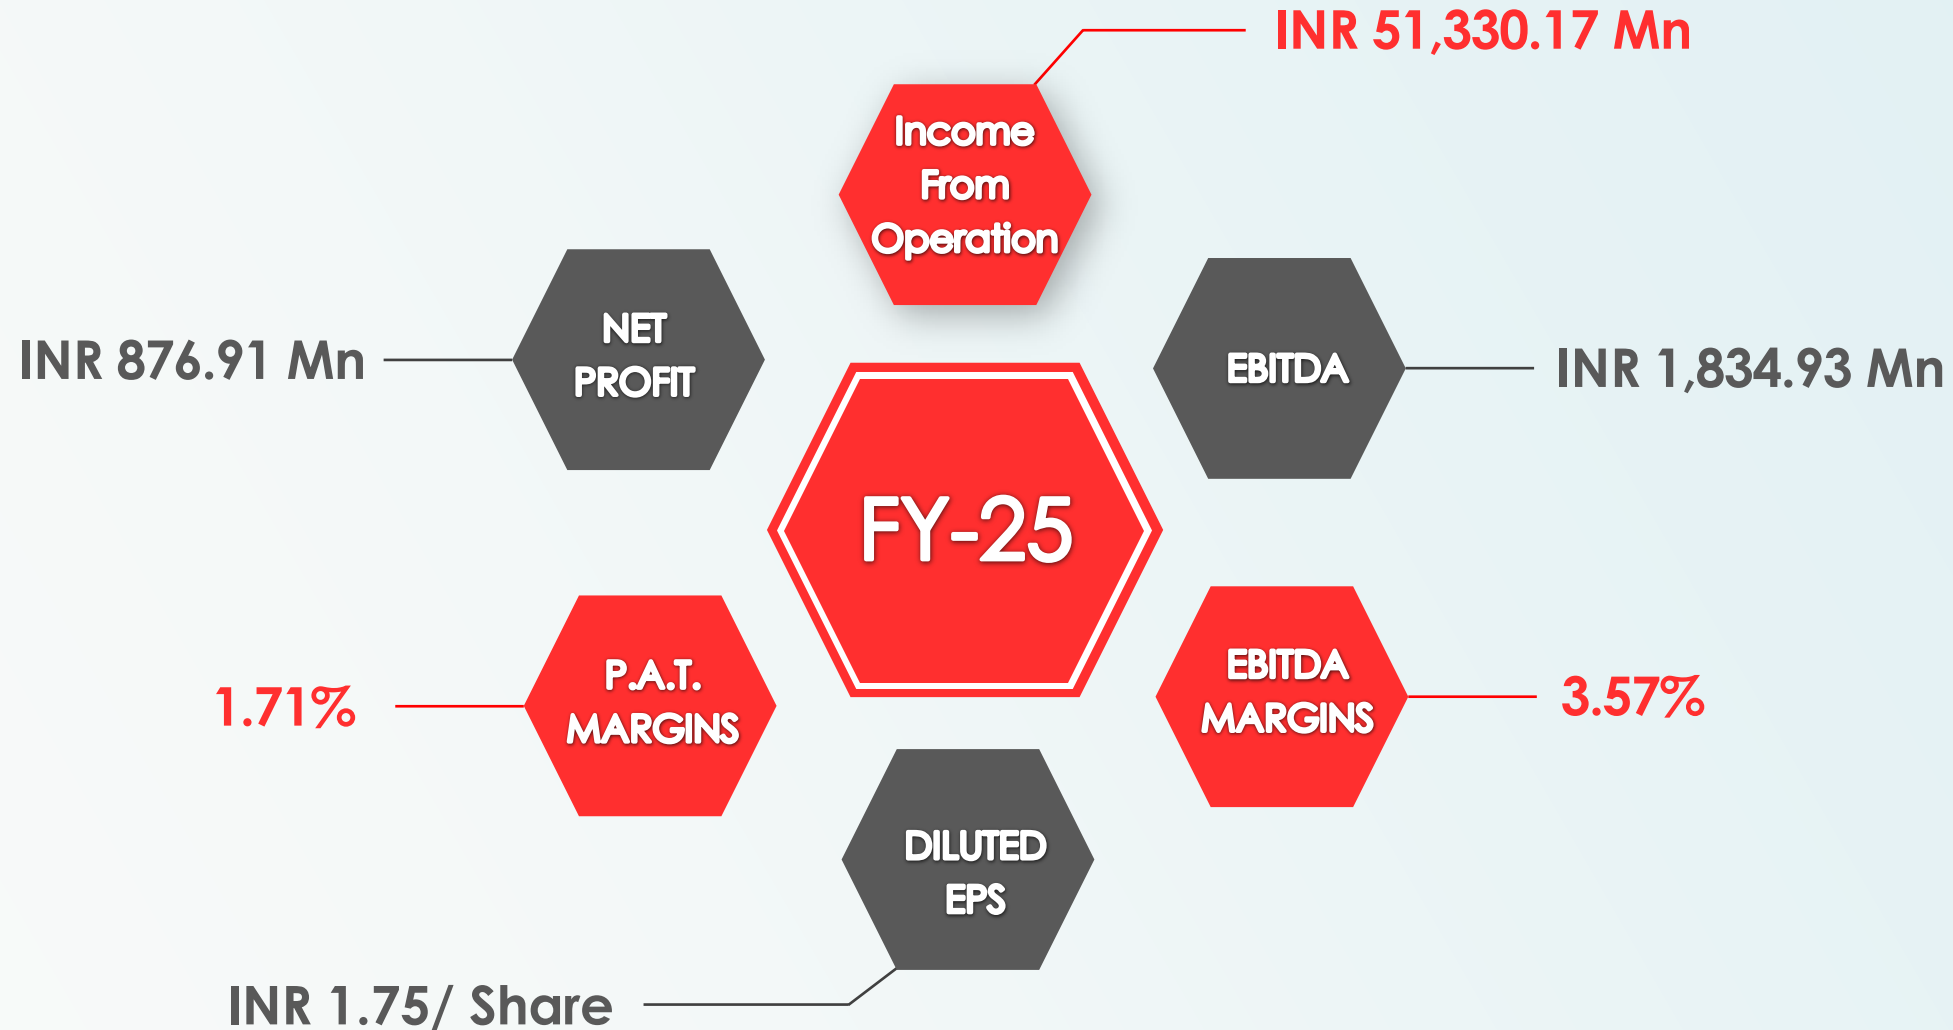 INR 51,330.17 Mn
Income
From
Operation
NET
PROFIT
INR 876.91 Mn
EBITDA
INR 1,834.93 Mn
FY-25
P.A.T.
MARGINS
1.71%
EBITDA
MARGINS
3.57%
DILUTED
EPS
INR 1.75/ Share